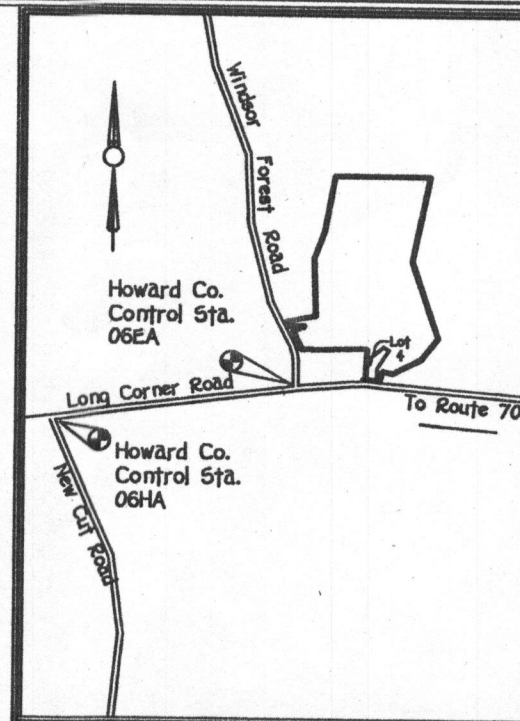 Windsor Forest Road
Howard Co.
Control Sta.
06EA
Lot
4
Long Corner Road
To Route 70
Howard Co.
Control Sta.
06HA
New Cut Road